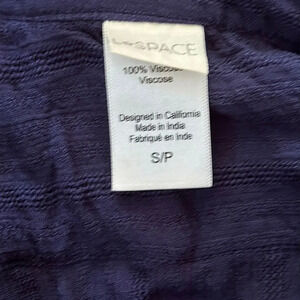 L*SPACE
100% Viscose
Viscose
Designed in California
Made in India
Fabriqué en Inde
S/P